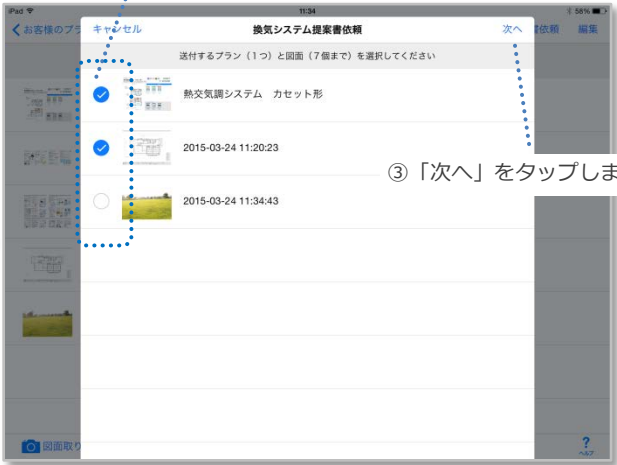 iPad 11:34 58%
お客様のプラ キャンセル 換気システム提案書依頼 次へ 依頼 編集
送付するプラン（1つ）と図面（7個まで）を選択してください
熱交気調システム　カセット形
2015-03-24 11:20:23
③「次へ」をタップしま
2015-03-24 11:34:43
図面取り
?
ヘルプ